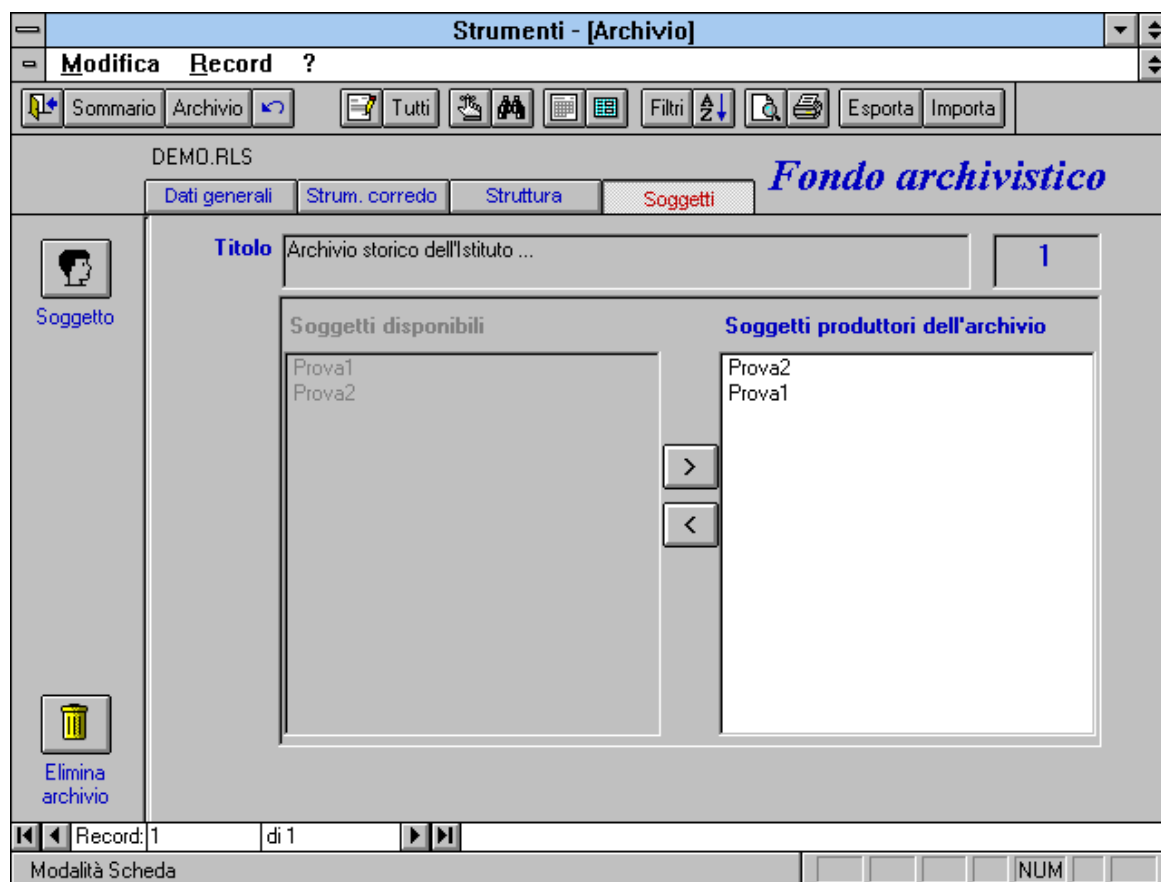 Strumenti - [Archivio]
Modifica Record ?
Sommario Archivio Tutti Filtri A Z Esporta Importa
DEMO.RLS
Fondo archivistico
Dati generali Strum. corredo Struttura Soggetti
Titolo Archivio storico dell'Istituto ... 1
Soggetto
Soggetti disponibili Soggetti produttori dell'archivio
Prova1 Prova2
Prova2 Prova1
>
<
Elimina
archivio
Record: 1 di 1
Modalità Scheda NUM